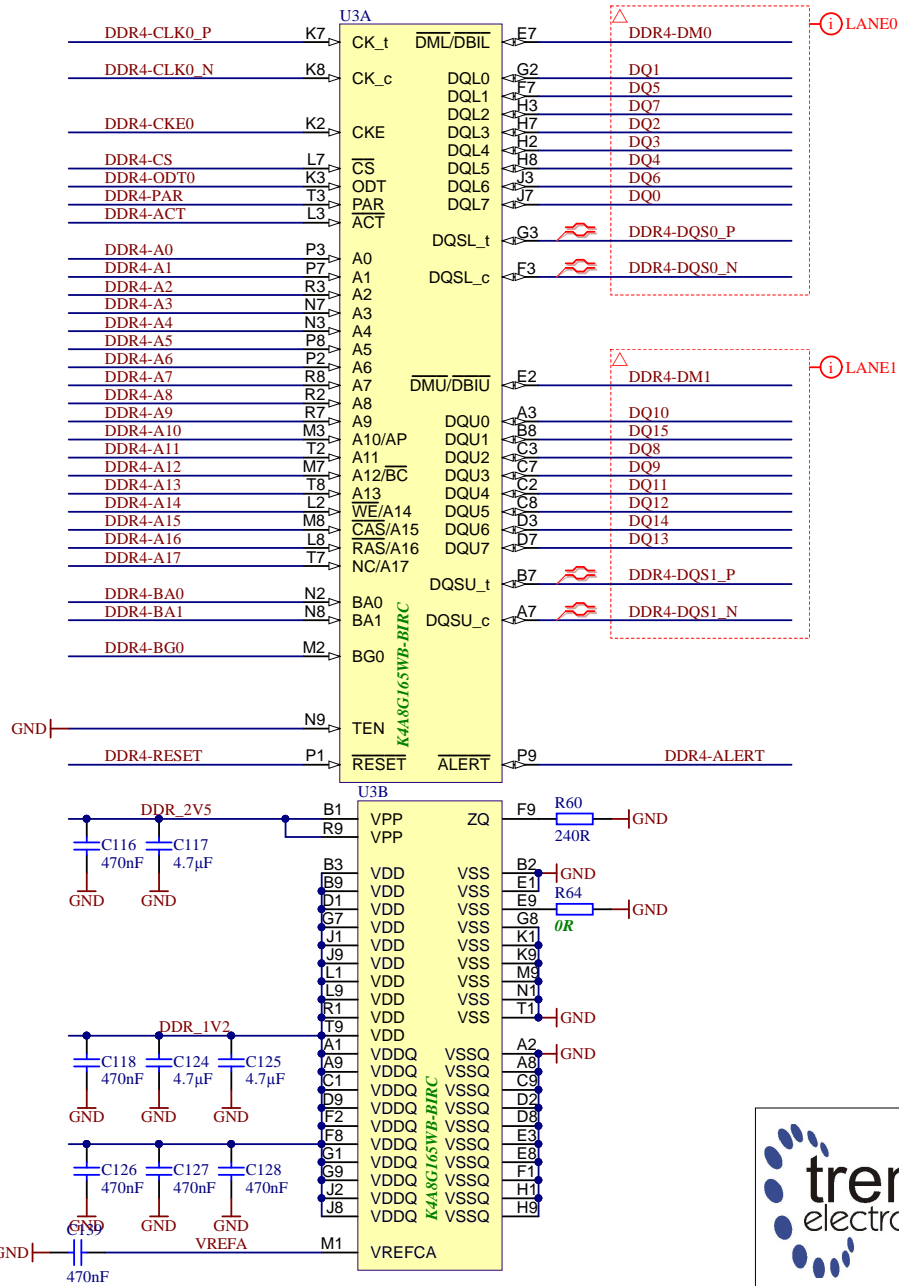 U3A
DDR4-CLK0_P K7 CK_t DML/DBIL E7 DDR4-DM0 LANE0
DDR4-CLK0_N K8 CK_c DQL0 G2 DQ1
DQL1 F7 DQ5
DQL2 H3 DQ7
DDR4-CKE0 K2 CKE DQL3 H7 DQ2
DQL4 H2 DQ3
DDR4-CS L7 CS DQL5 H8 DQ4
DDR4-ODT0 K3 ODT DQL6 J3 DQ6
DDR4-PAR T3 PAR DQL7 J7 DQ0
DDR4-ACT L3 ACT
DQSL_t G3 DDR4-DQS0_P
DDR4-A0 P3 A0
DDR4-A1 P7 A1 DQSL_c F3 DDR4-DQS0_N
DDR4-A2 R3 A2
DDR4-A3 N7 A3
DDR4-A4 N3 A4
DDR4-A5 P8 A5
DDR4-A6 P2 A6 LANE1
DDR4-A7 R8 A7 DMU/DBIU E2 DDR4-DM1
DDR4-A8 R2 A8
DDR4-A9 R7 A9 DQU0 A3 DQ10
DDR4-A10 M3 A10/AP DQU1 B8 DQ15
DDR4-A11 T2 A11 DQU2 C3 DQ8
DDR4-A12 M7 A12/BC DQU3 C7 DQ9
DDR4-A13 T8 A13 DQU4 C2 DQ11
DDR4-A14 L2 WE/A14 DQU5 C8 DQ12
DDR4-A15 M8 CAS/A15 DQU6 D3 DQ14
DDR4-A16 L8 RAS/A16 DQU7 D7 DQ13
DDR4-A17 T7 NC/A17
DQSU_t B7 DDR4-DQS1_P
DDR4-BA0 N2 BA0
DDR4-BA1 N8 BA1 DQSU_c A7 DDR4-DQS1_N
DDR4-BG0 M2 BG0
K4A8G165WB-BIRC
GND N9 TEN
DDR4-RESET P1 RESET ALERT P9 DDR4-ALERT
U3B
DDR_2V5 B1 VPP ZQ F9 R60 240R GND
R9 VPP
C116 470nF GND
C117 4.7µF GND
B3 VDD VSS B2 GND
B9 VDD VSS E1
D1 VDD VSS E9 R64 0R GND
G7 VDD VSS G8
J1 VDD VSS K1
J9 VDD VSS K9
L1 VDD VSS M9
L9 VDD VSS N1
R1 VDD VSS T1 GND
DDR_1V2 T9 VDD
A1 VDDQ VSSQ A2 GND
A9 VDDQ VSSQ A8
C1 VDDQ VSSQ C9
D9 VDDQ VSSQ D2
F2 VDDQ VSSQ D8
F8 VDDQ VSSQ E3
G1 VDDQ VSSQ E8
G9 VDDQ VSSQ F1
J2 VDDQ VSSQ H1
J8 VDDQ VSSQ H9
C118 470nF GND
C124 4.7µF GND
C125 4.7µF GND
K4A8G165WB-BIRC
C126 470nF GND
C127 470nF GND
C128 470nF GND
GND C139 470nF VREFA M1 VREFCA
tren
electro